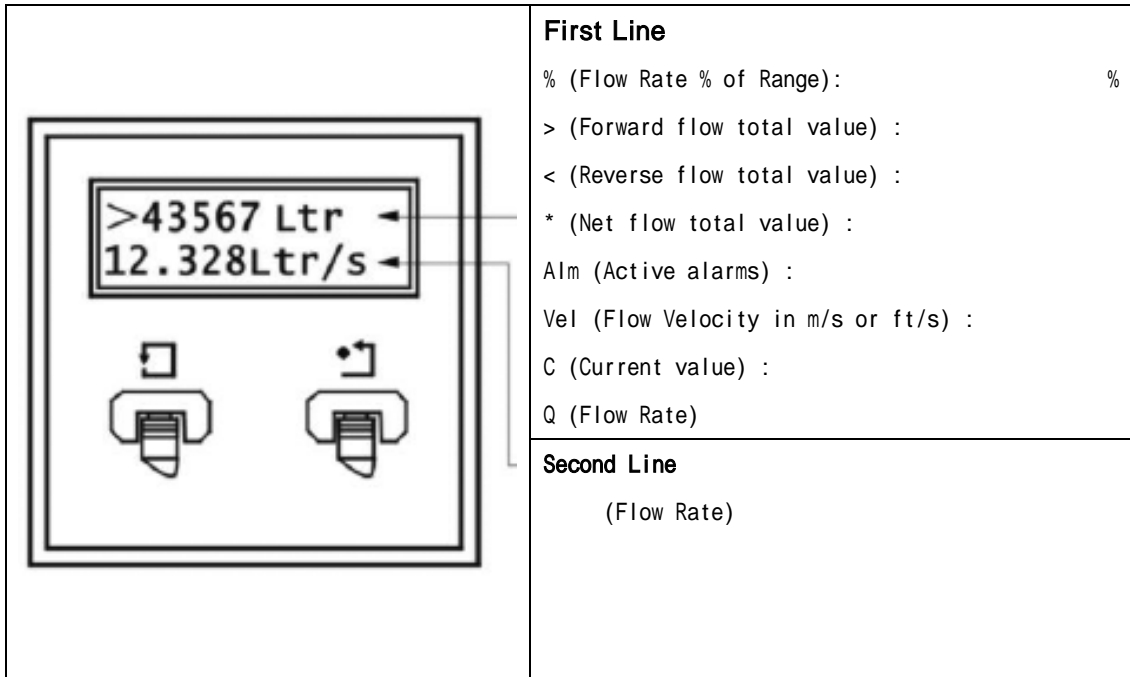 >43567 Ltr
12.328Ltr/s
First Line
% (Flow Rate % of Range): %
> (Forward flow total value) :
< (Reverse flow total value) :
* (Net flow total value) :
Alm (Active alarms) :
Vel (Flow Velocity in m/s or ft/s) :
C (Current value) :
Q (Flow Rate)
Second Line
(Flow Rate)